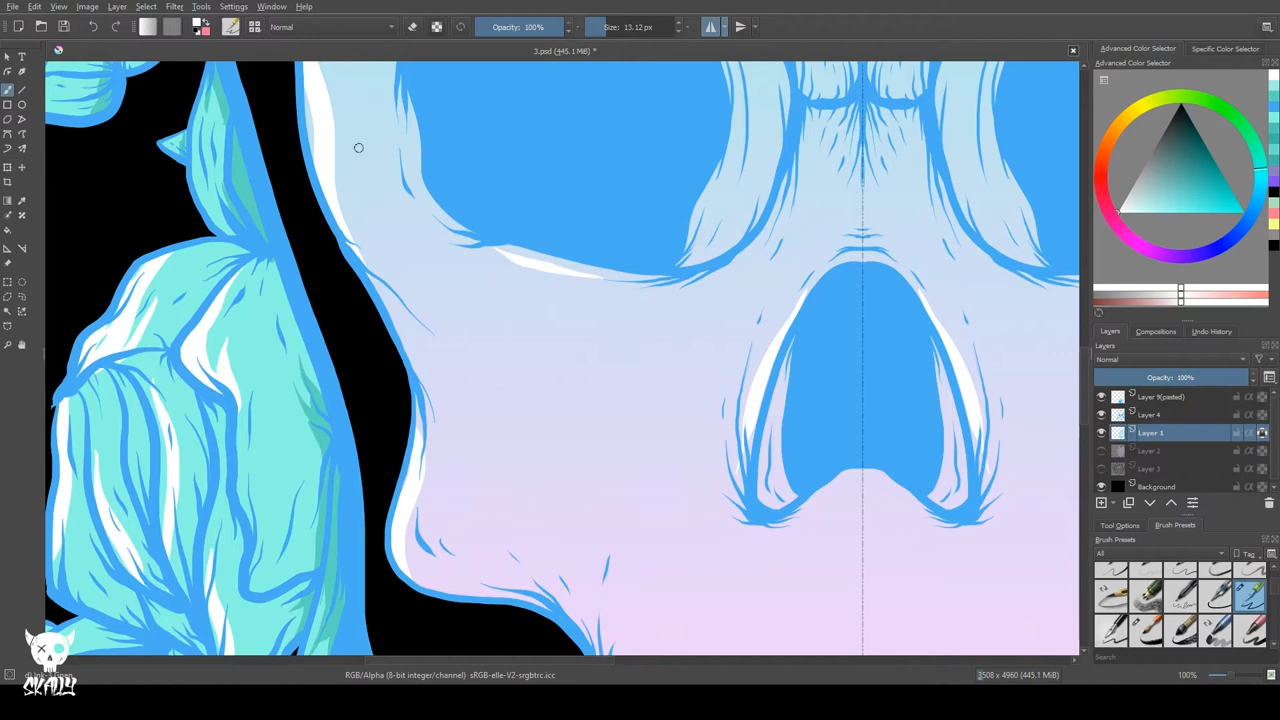 File Edit View Image Layer Select Filter Tools Settings Window Help
Normal
Opacity: 100%
Size: 13.12 px
3.psd (445.1 MiB) *
Advanced Color Selector Specific Color Selector
Advanced Color Selector
Layers Compositions Undo History
Layers
Normal
Opacity: 100%
Layer 9(pasted)
Layer 4
Layer 1
Layer 2
Layer 3
Background
Tool Options Brush Presets
Brush Presets
All
Tag
Search
RGB/Alpha (8-bit integer/channel) sRGB-elle-V2-srgbtrc.icc
3508 x 4960 (445.1 MiB)
100%
SKALLY